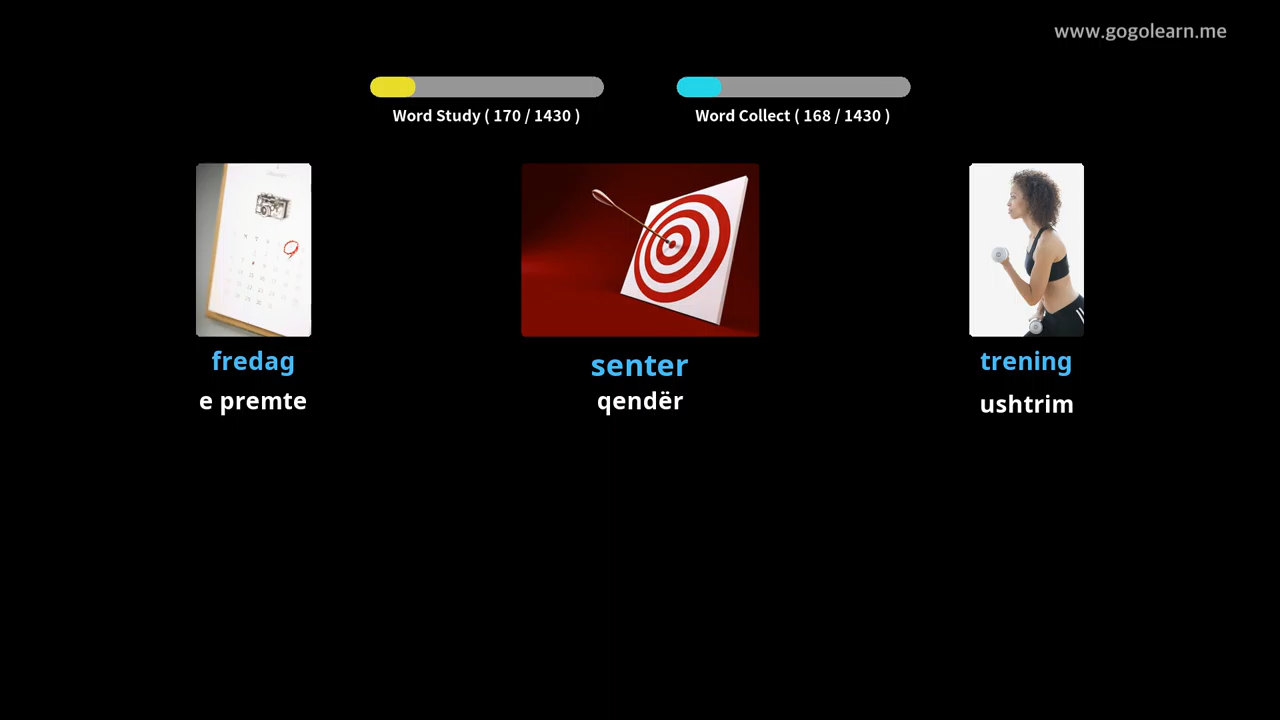 www.gogolearn.me
Word Study ( 170 / 1430 )
Word Collect ( 168 / 1430 )
fredag
senter
trening
e premte
qendër
ushtrim